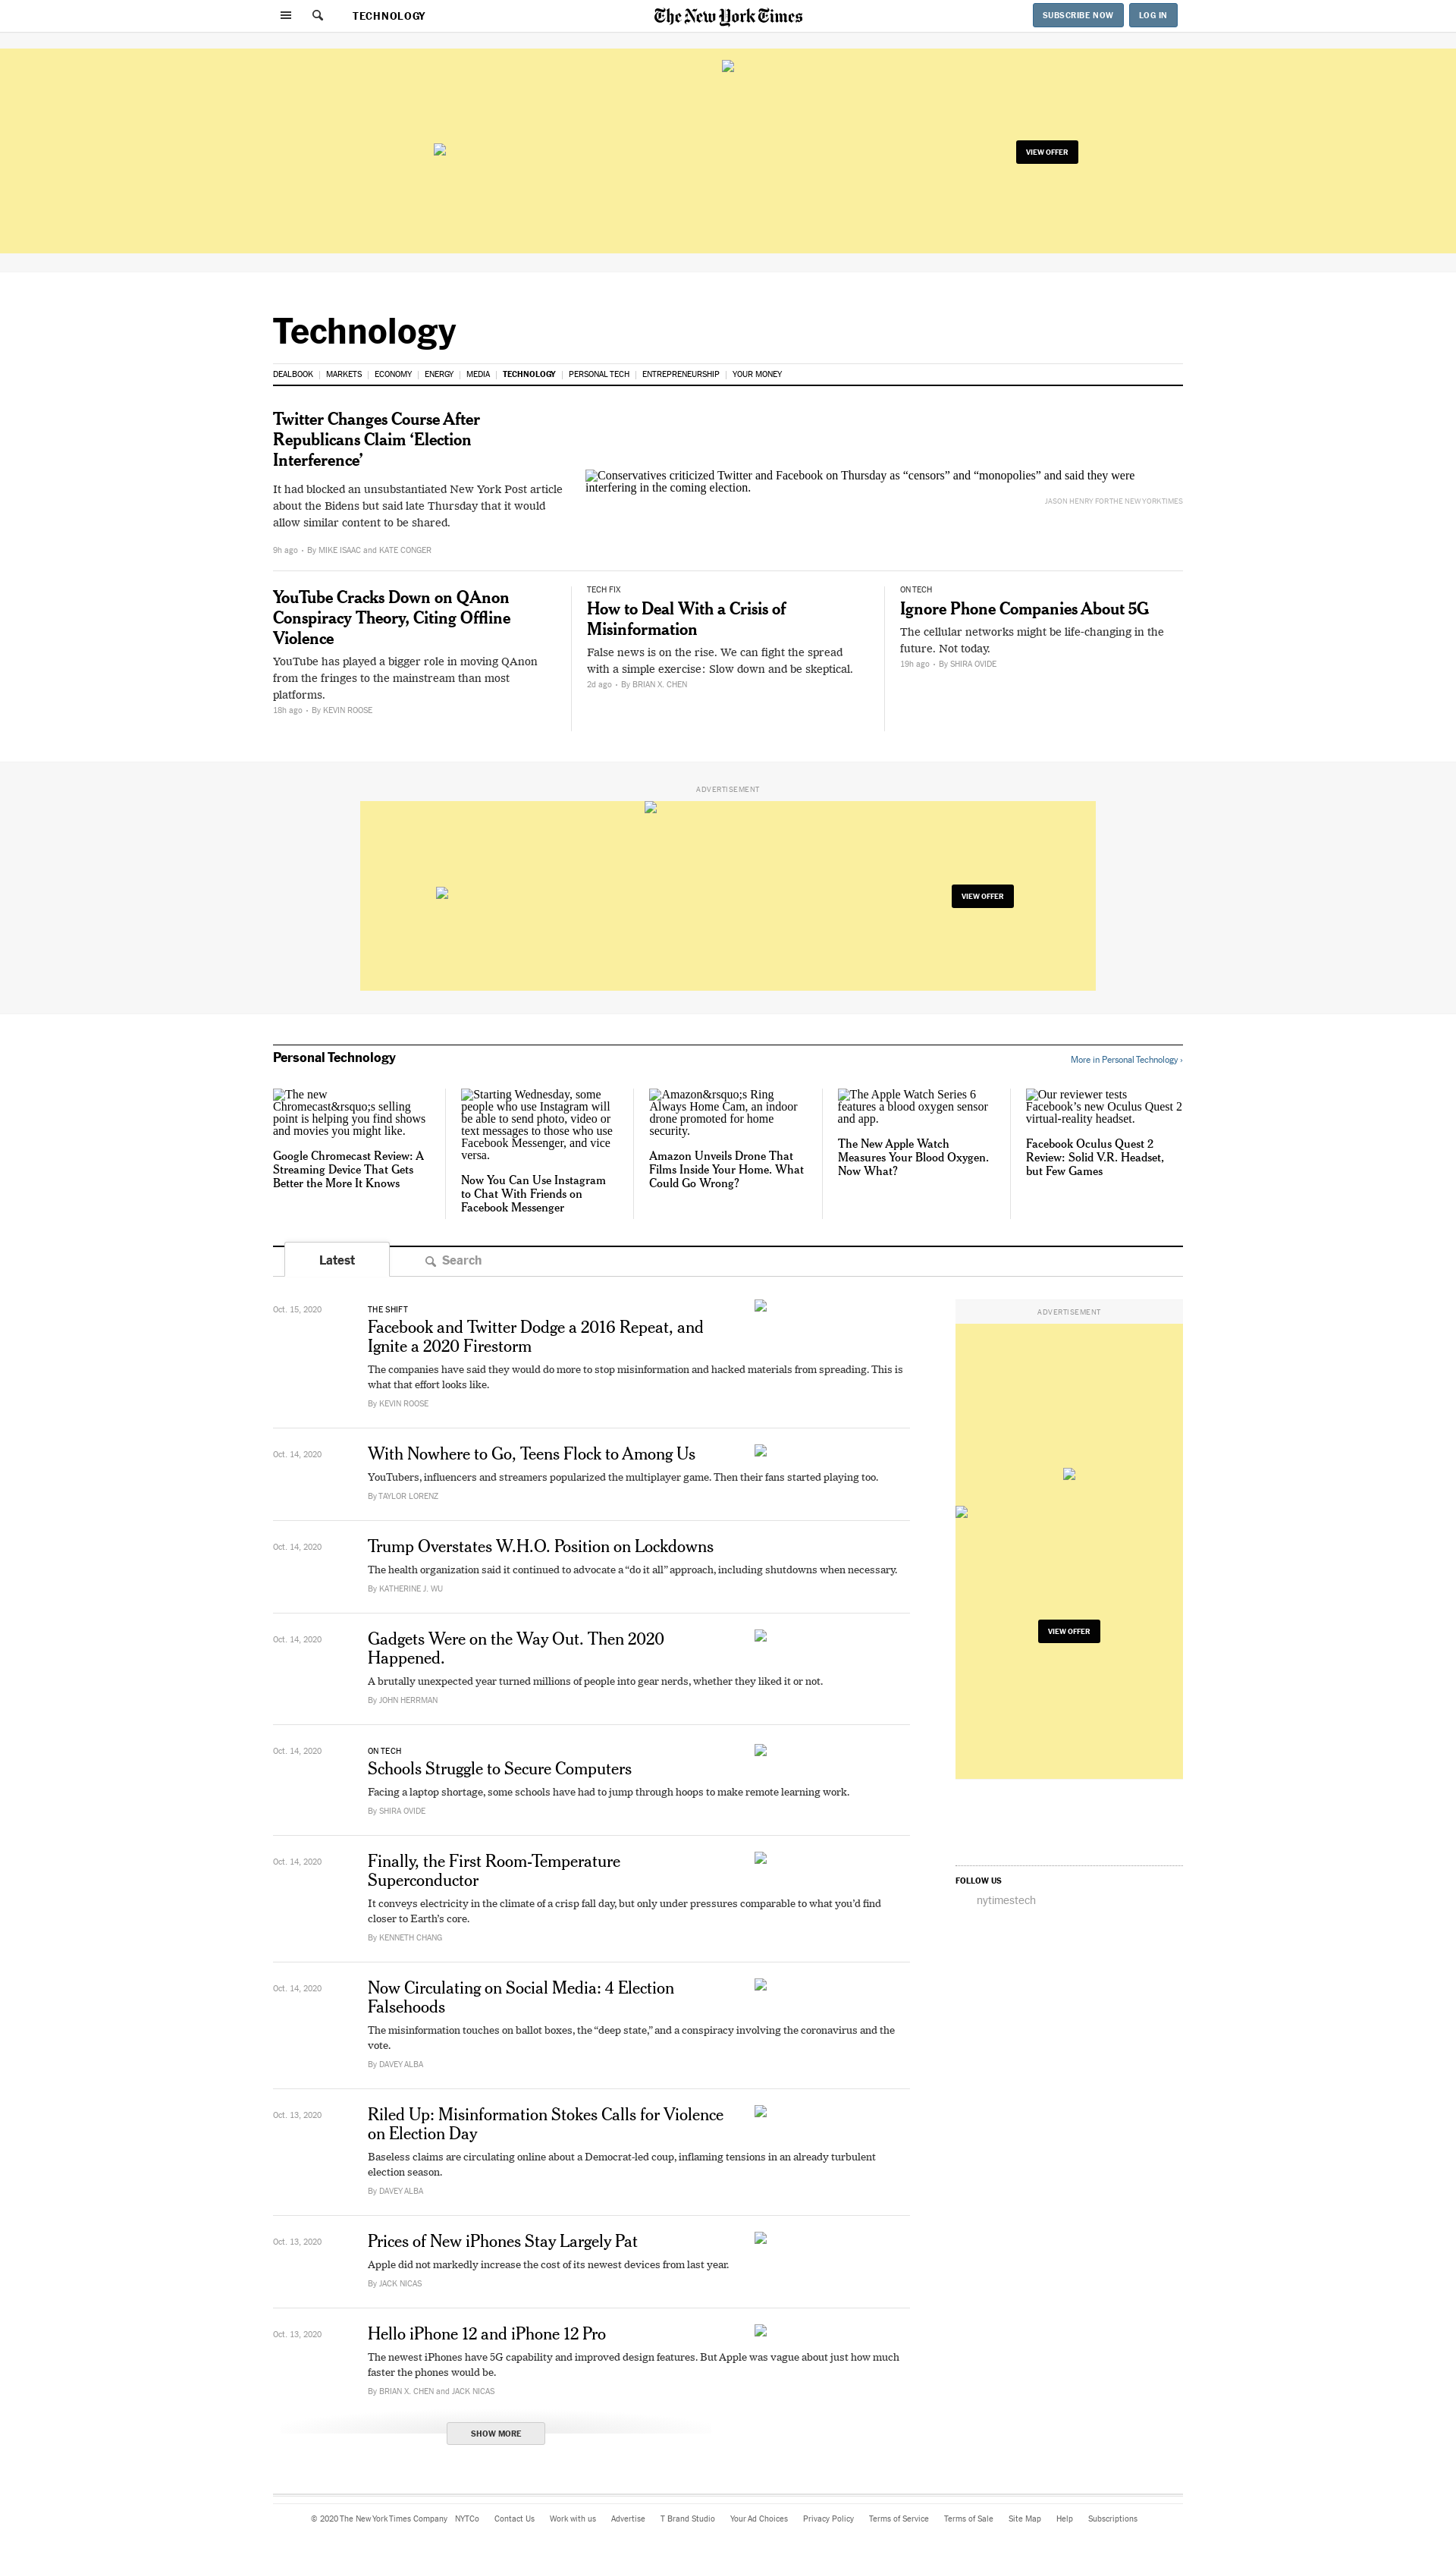 TECHNOLOGY
The New York Times
SUBSCRIBE NOW
LOG IN
VIEW OFFER
Technology
DEALBOOK
MARKETS
ECONOMY
ENERGY
MEDIA
TECHNOLOGY
PERSONAL TECH
ENTREPRENEURSHIP
YOUR MONEY
Twitter Changes Course After
Republicans Claim ‘Election
Interference’
It had blocked an unsubstantiated New York Post article
about the Bidens but said late Thursday that it would
allow similar content to be shared.
9h ago • By MIKE ISAAC and KATE CONGER
Conservatives criticized Twitter and Facebook on Thursday as “censors” and “monopolies” and said they were
interfering in the coming election.
JASON HENRY FOR THE NEW YORK TIMES
YouTube Cracks Down on QAnon
Conspiracy Theory, Citing Offline
Violence
YouTube has played a bigger role in moving QAnon
from the fringes to the mainstream than most
platforms.
18h ago • By KEVIN ROOSE
TECH FIX
How to Deal With a Crisis of
Misinformation
False news is on the rise. We can fight the spread
with a simple exercise: Slow down and be skeptical.
2d ago • By BRIAN X. CHEN
ON TECH
Ignore Phone Companies About 5G
The cellular networks might be life-changing in the
future. Not today.
19h ago • By SHIRA OVIDE
ADVERTISEMENT
VIEW OFFER
Personal Technology
More in Personal Technology ›
The new
Chromecast&rsquo;s selling
point is helping you find shows
and movies you might like.
Google Chromecast Review: A
Streaming Device That Gets
Better the More It Knows
Starting Wednesday, some
people who use Instagram will
be able to send photo, video or
text messages to those who use
Facebook Messenger, and vice
versa.
Now You Can Use Instagram
to Chat With Friends on
Facebook Messenger
Amazon&rsquo;s Ring
Always Home Cam, an indoor
drone promoted for home
security.
Amazon Unveils Drone That
Films Inside Your Home. What
Could Go Wrong?
The Apple Watch Series 6
features a blood oxygen sensor
and app.
The New Apple Watch
Measures Your Blood Oxygen.
Now What?
Our reviewer tests
Facebook’s new Oculus Quest 2
virtual-reality headset.
Facebook Oculus Quest 2
Review: Solid V.R. Headset,
but Few Games
Latest
Search
Oct. 15, 2020
THE SHIFT
Facebook and Twitter Dodge a 2016 Repeat, and
Ignite a 2020 Firestorm
The companies have said they would do more to stop misinformation and hacked materials from spreading. This is
what that effort looks like.
By KEVIN ROOSE
Oct. 14, 2020
With Nowhere to Go, Teens Flock to Among Us
YouTubers, influencers and streamers popularized the multiplayer game. Then their fans started playing too.
By TAYLOR LORENZ
Oct. 14, 2020
Trump Overstates W.H.O. Position on Lockdowns
The health organization said it continued to advocate a “do it all” approach, including shutdowns when necessary.
By KATHERINE J. WU
Oct. 14, 2020
Gadgets Were on the Way Out. Then 2020
Happened.
A brutally unexpected year turned millions of people into gear nerds, whether they liked it or not.
By JOHN HERRMAN
Oct. 14, 2020
ON TECH
Schools Struggle to Secure Computers
Facing a laptop shortage, some schools have had to jump through hoops to make remote learning work.
By SHIRA OVIDE
Oct. 14, 2020
Finally, the First Room-Temperature
Superconductor
It conveys electricity in the climate of a crisp fall day, but only under pressures comparable to what you’d find
closer to Earth’s core.
By KENNETH CHANG
Oct. 14, 2020
Now Circulating on Social Media: 4 Election
Falsehoods
The misinformation touches on ballot boxes, the “deep state,” and a conspiracy involving the coronavirus and the
vote.
By DAVEY ALBA
Oct. 13, 2020
Riled Up: Misinformation Stokes Calls for Violence
on Election Day
Baseless claims are circulating online about a Democrat-led coup, inflaming tensions in an already turbulent
election season.
By DAVEY ALBA
Oct. 13, 2020
Prices of New iPhones Stay Largely Pat
Apple did not markedly increase the cost of its newest devices from last year.
By JACK NICAS
Oct. 13, 2020
Hello iPhone 12 and iPhone 12 Pro
The newest iPhones have 5G capability and improved design features. But Apple was vague about just how much
faster the phones would be.
By BRIAN X. CHEN and JACK NICAS
SHOW MORE
ADVERTISEMENT
VIEW OFFER
FOLLOW US
nytimestech
© 2020 The New York Times Company
NYTCo
Contact Us
Work with us
Advertise
T Brand Studio
Your Ad Choices
Privacy Policy
Terms of Service
Terms of Sale
Site Map
Help
Subscriptions